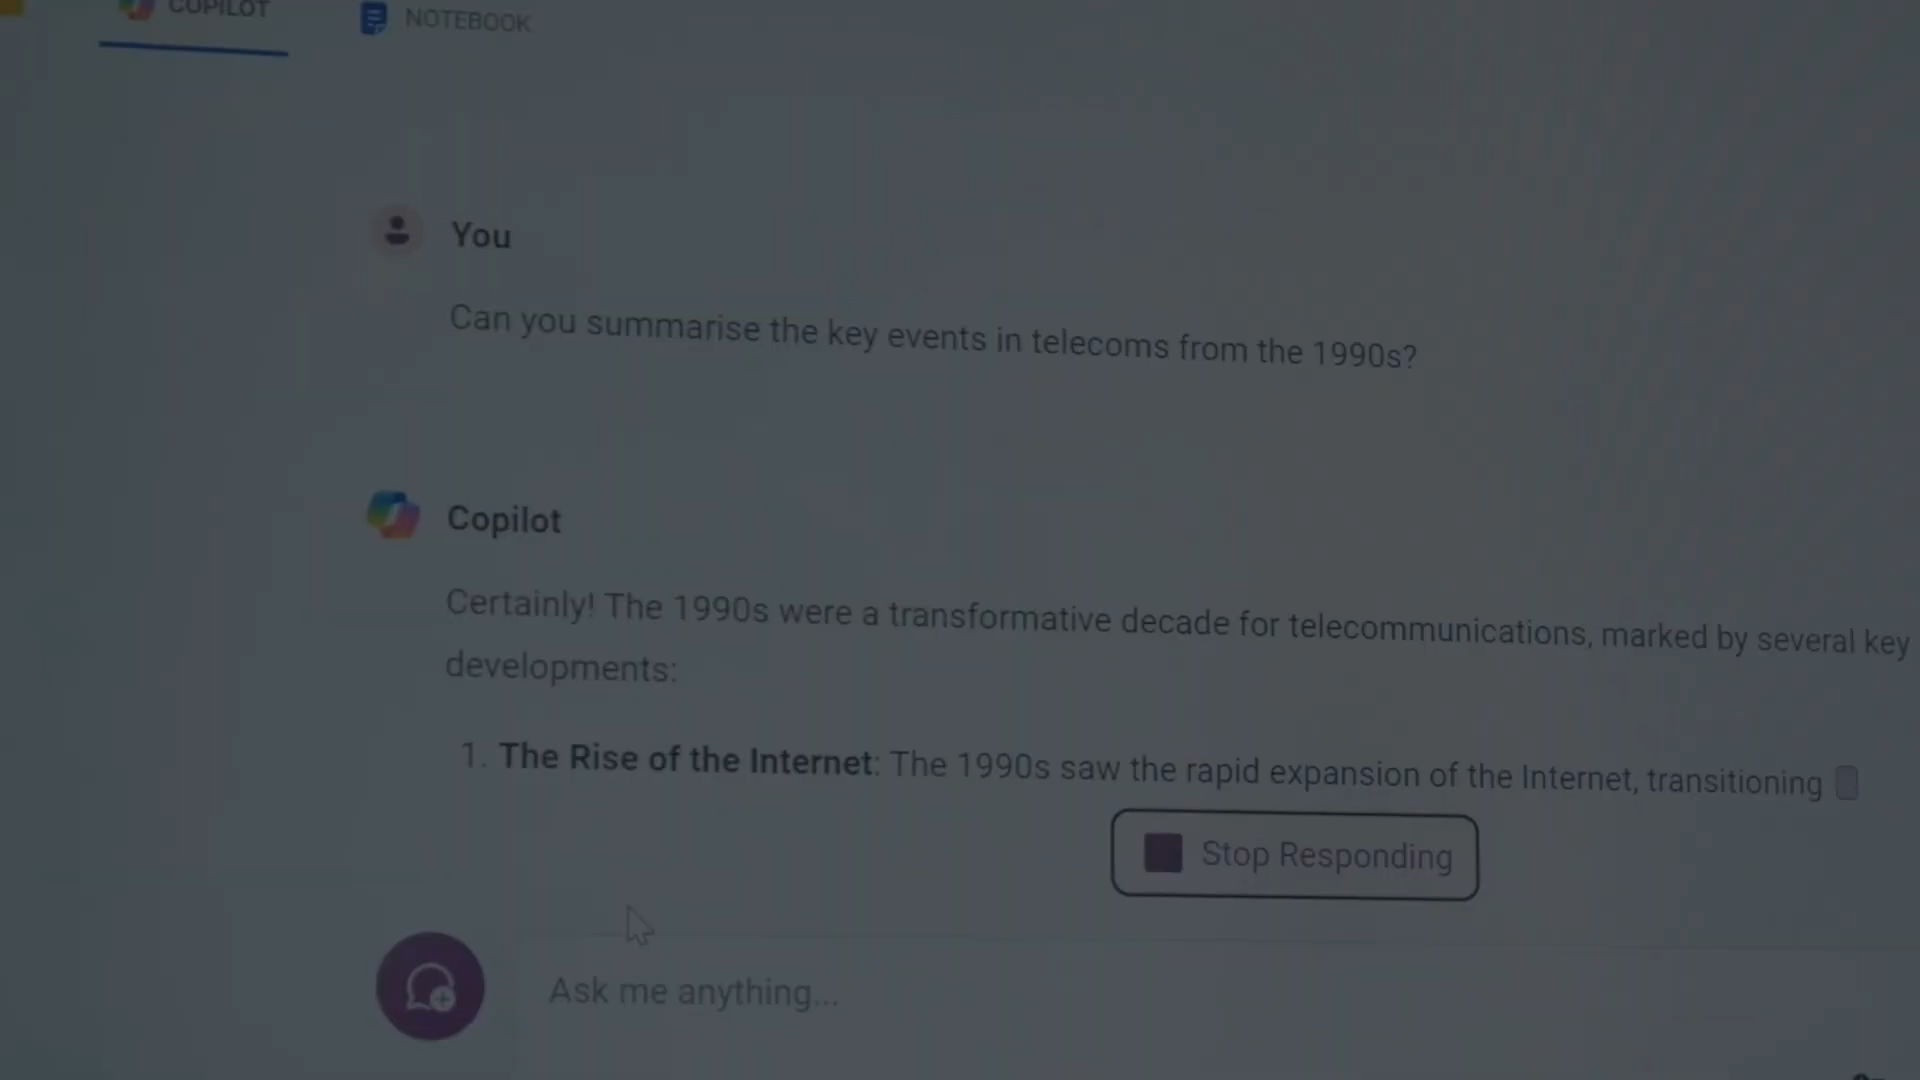 COPILOT
NOTEBOOK
You
Can you summarise the key events in telecoms from the 1990s?
Copilot
Certainly! The 1990s were a transformative decade for telecommunications, marked by several key
developments:
1. The Rise of the Internet: The 1990s saw the rapid expansion of the Internet, transitioning
Stop Responding
Ask me anything...